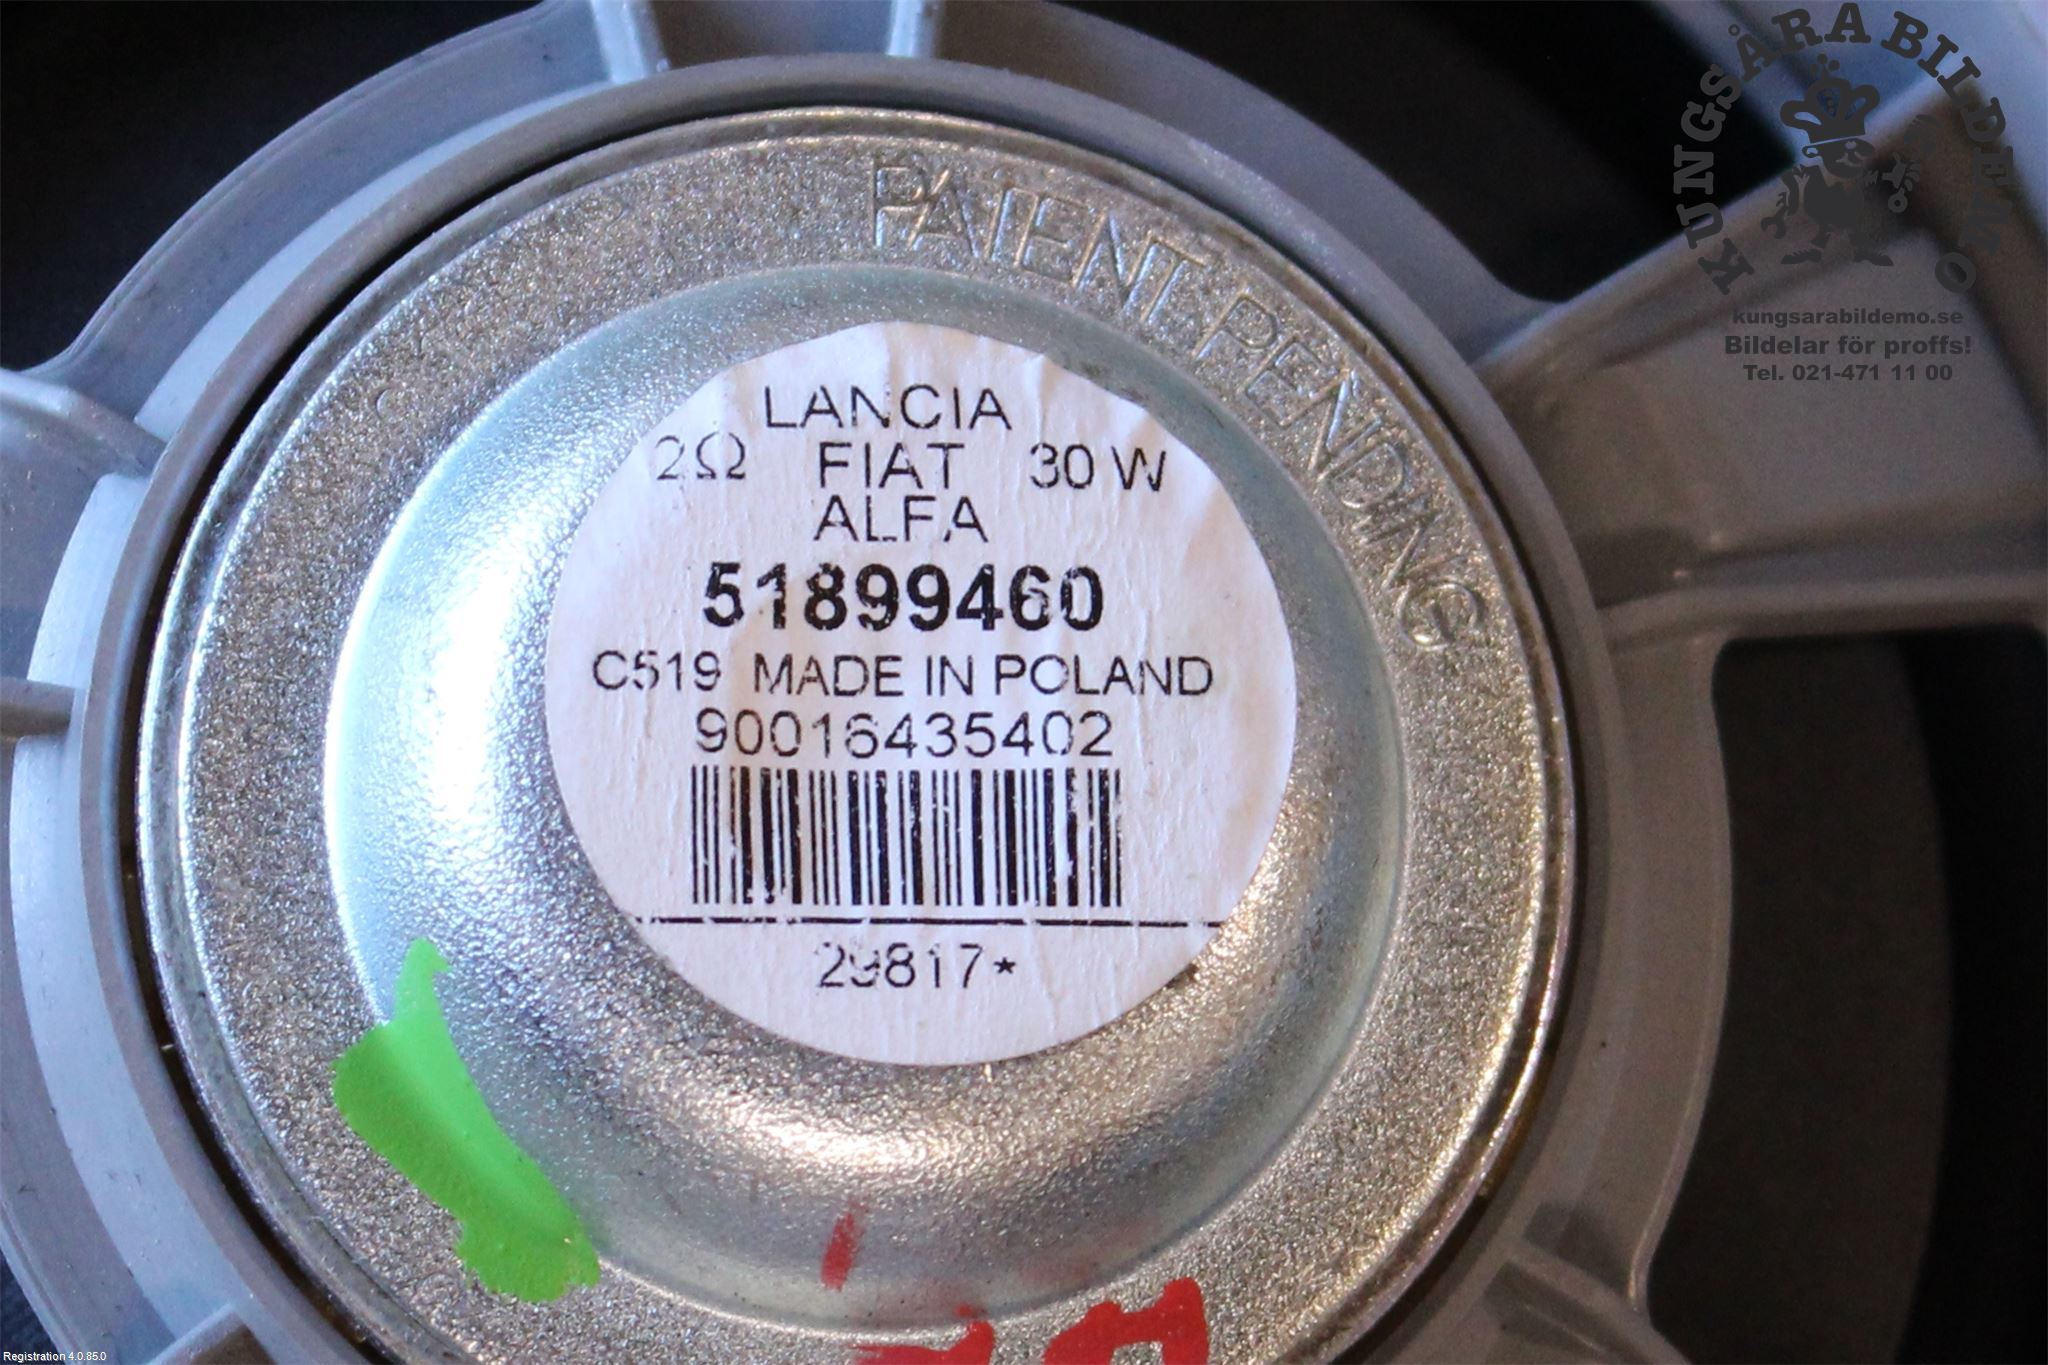 KUNGSÅRA BILDEMO
kungsarabildemo.se
Bildelar för proffs!
Tel. 021-471 11 00
PATENT PENDING
LANCIA
2Ω FIAT 30 W
ALFA
51899460
C519 MADE IN POLAND
90016435402
29817*
Registration 4.0.85.0